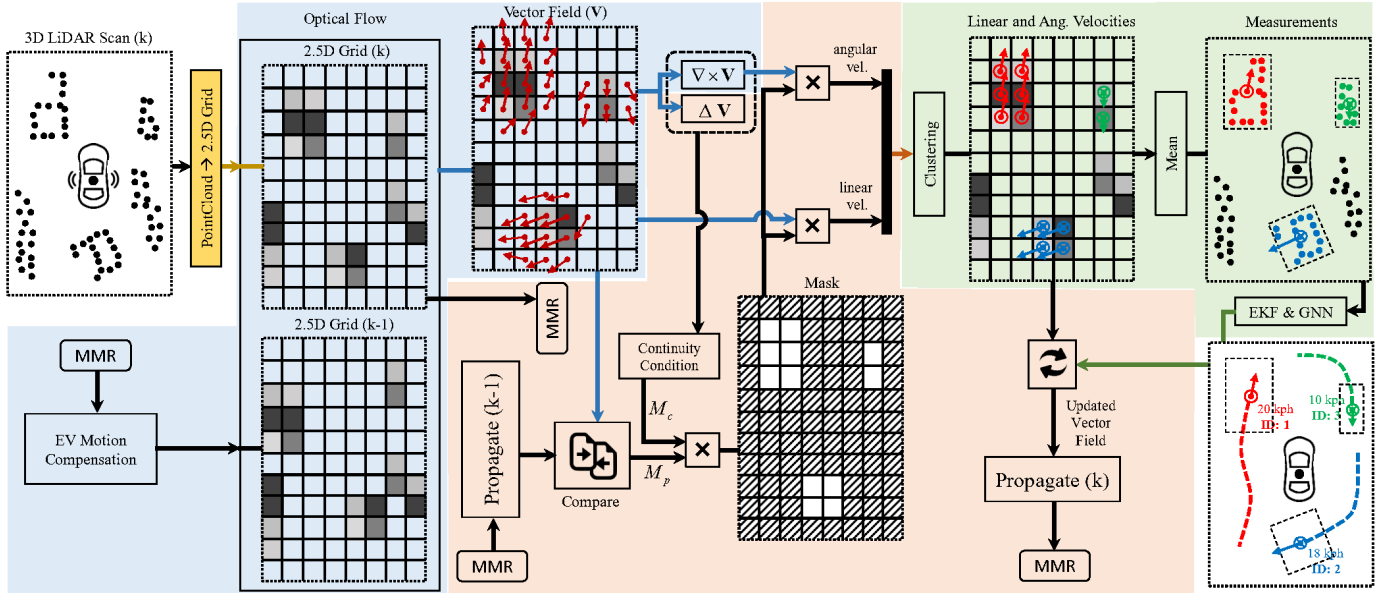 3D LiDAR Scan (k)
PointCloud → 2.5D Grid
Optical Flow
2.5D Grid (k)
2.5D Grid (k-1)
MMR
EV Motion
Compensation
Vector Field (V)
∇ × V
Δ V
MMR
Propagate (k-1)
MMR
Compare
Continuity
Condition
M_c
M_p
×
Mask
×
angular
vel.
×
linear
vel.
Clustering
Linear and Ang. Velocities
Mean
Measurements
EKF & GNN
Updated
Vector
Field
Propagate (k)
MMR
20 kph
ID: 1
10 kph
ID: 3
18 kph
ID: 2